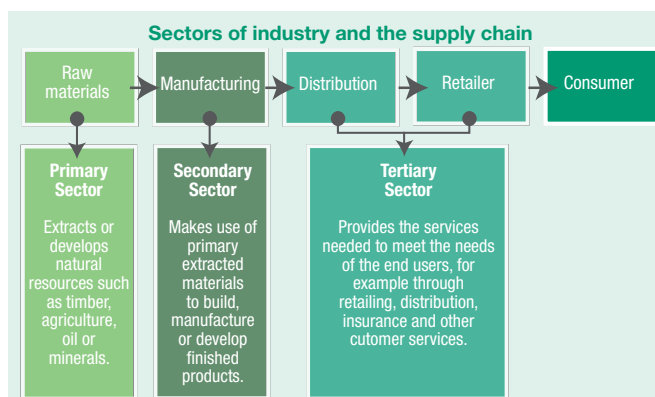 Sectors of industry and the supply chain
Raw
materials
Manufacturing
Distribution
Retailer
Consumer
Primary
Sector
Extracts or
develops
natural
resources such
as timber,
agriculture,
oil or
minerals.
Secondary
Sector
Makes use of
primary
extracted
materials
to build,
manufacture
or develop
finished
products.
Tertiary
Sector
Provides the services
needed to meet the needs
of the end users, for
example through
retailing, distribution,
insurance and other
cutomer services.